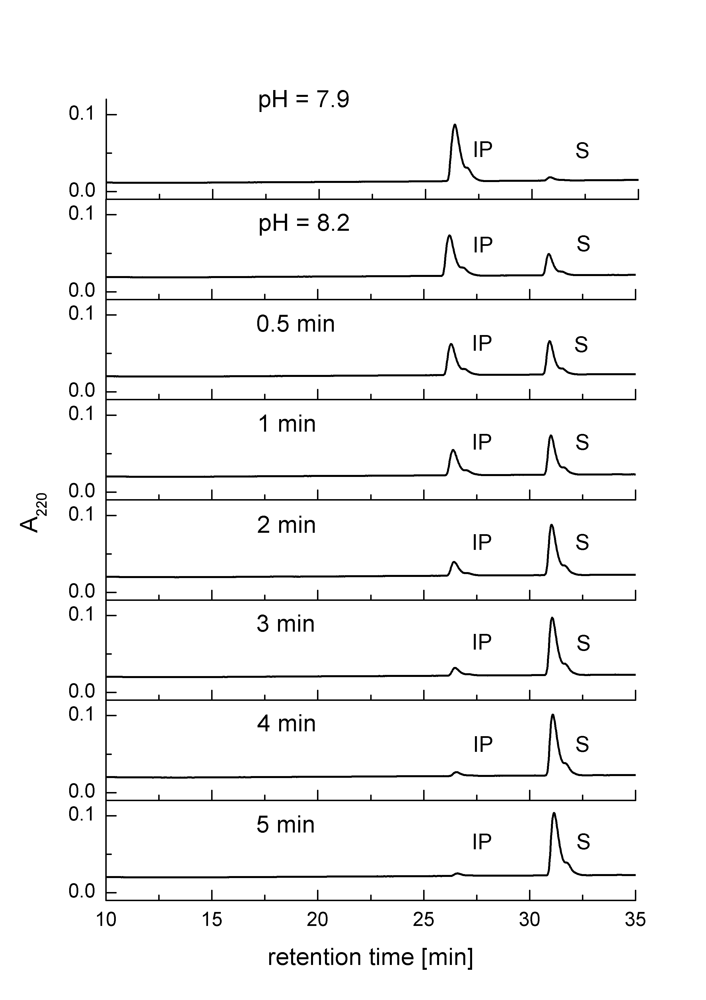 pH = 7.9
0.1
IP S
0.0
0.1
pH = 8.2
IP S
0.0
0.1
0.5 min
IP S
0.0
0.1
1 min
IP S
0.0
A220
0.1
2 min
IP S
0.0
0.1
3 min
IP S
0.0
0.1
4 min
IP S
0.0
0.1
5 min
IP S
0.0
10 15 20 25 30 35
retention time [min]